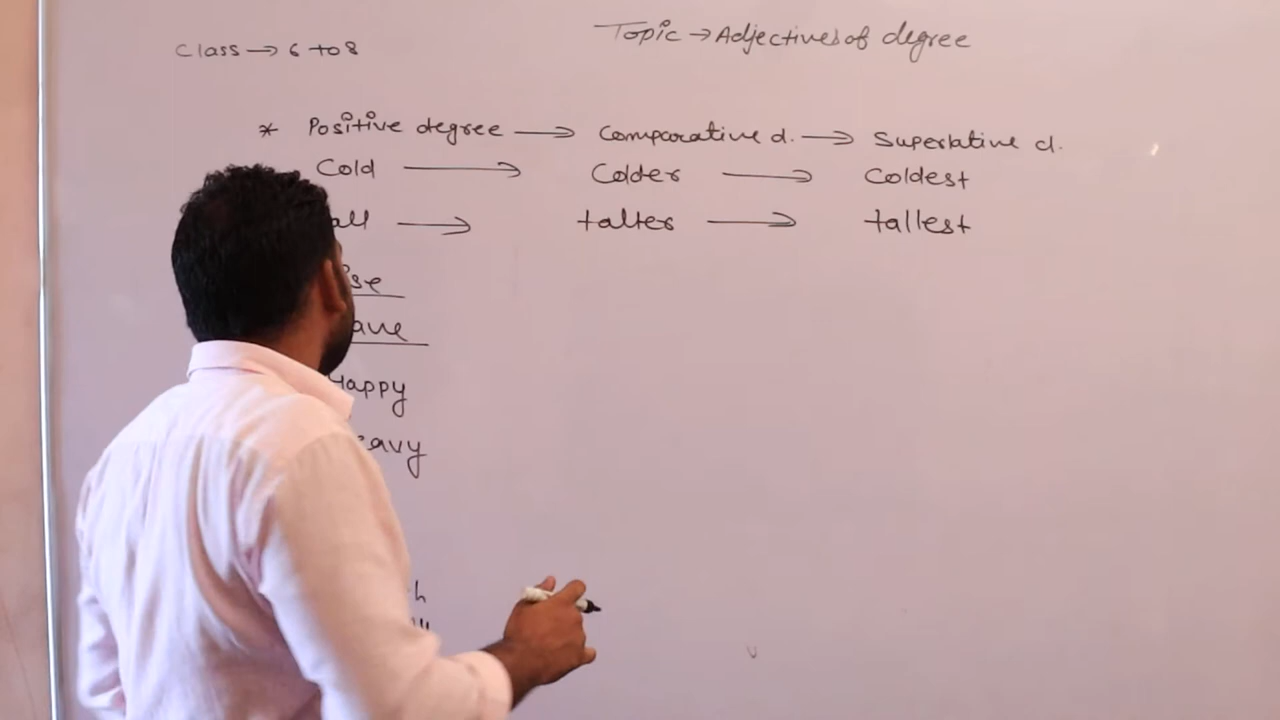 Topic → Adjectives of degree
Class → 6 to 8
* Positive degree → Comparative d. → Superlative d.
Cold → Colder → Coldest
all → taller → tallest
ise
ave
Happy
eavy